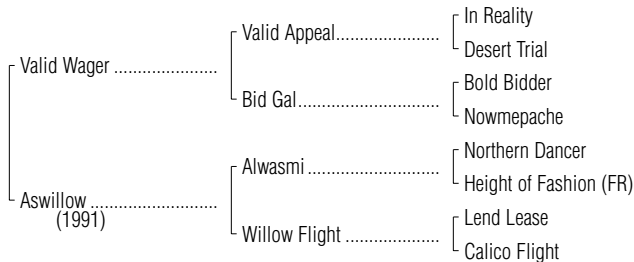 In Reality
Valid Appeal
Desert Trial
Valid Wager
Bold Bidder
Bid Gal
Nowmepache
Northern Dancer
Alwasmi
Height of Fashion (FR)
Aswillow
(1991)
Lend Lease
Willow Flight
Calico Flight